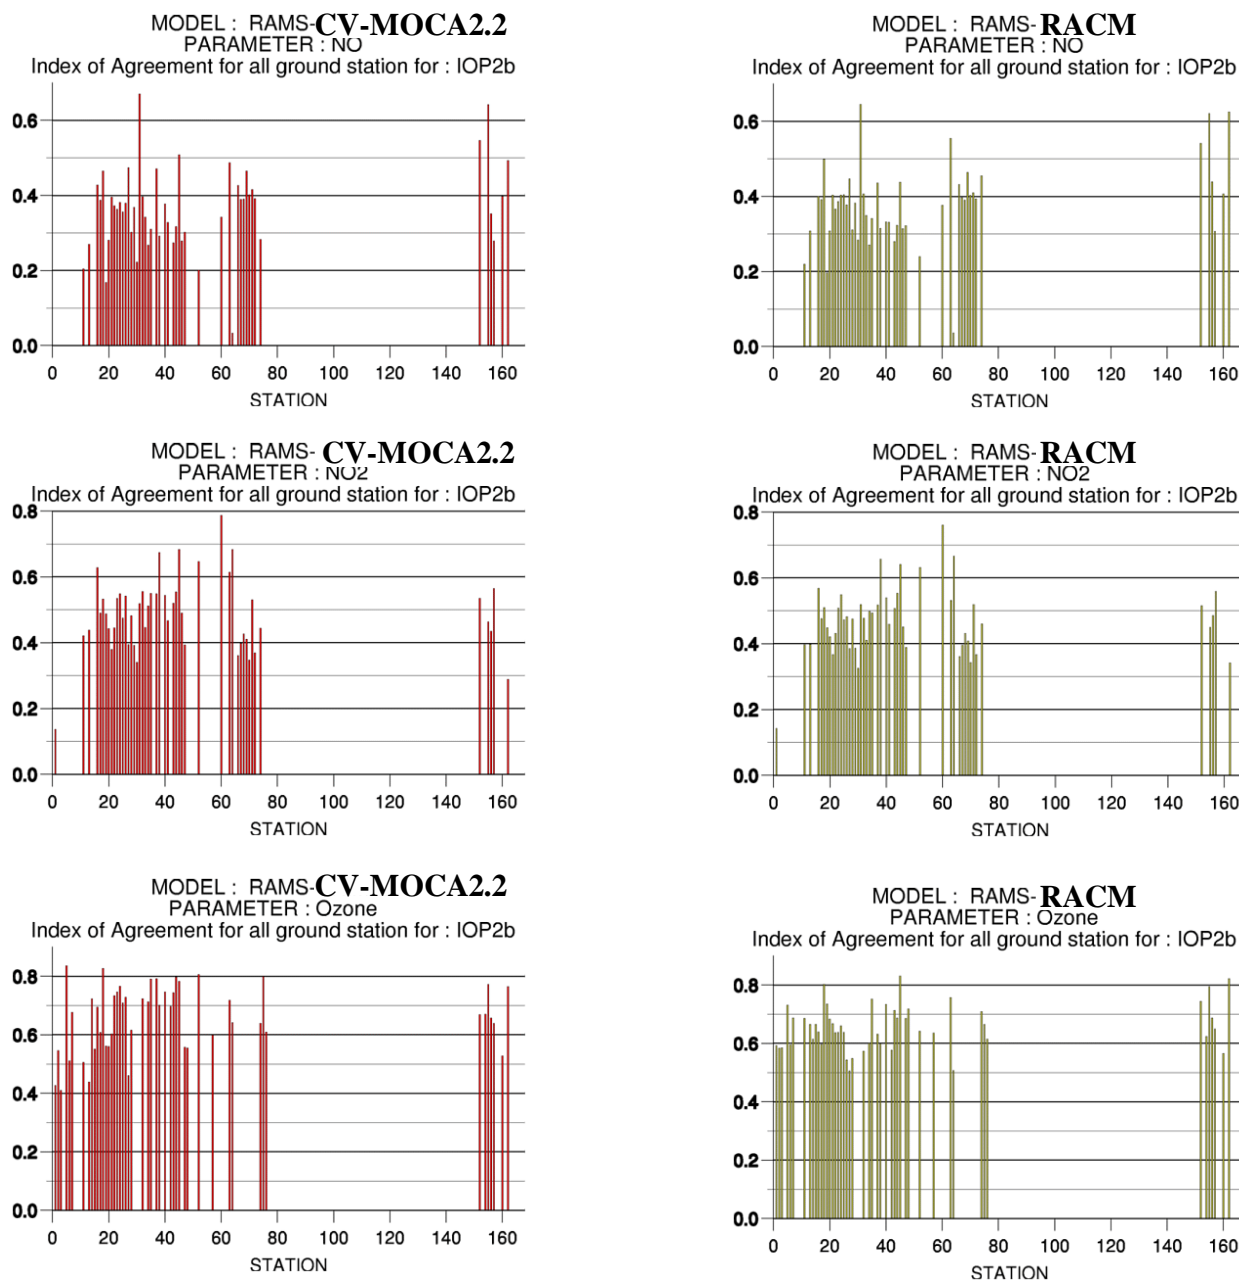 MODEL : RAMS-CV-MOCA2.2
PARAMETER : NO
Index of Agreement for all ground station for : IOP2b
0.6
0.4
0.2
0.0
0 20 40 60 80 100 120 140 160
STATION
MODEL : RAMS-RACM
PARAMETER : NO
Index of Agreement for all ground station for : IOP2b
0.6
0.4
0.2
0.0
0 20 40 60 80 100 120 140 160
STATION
MODEL : RAMS- CV-MOCA2.2
PARAMETER : NO2
Index of Agreement for all ground station for : IOP2b
0.8
0.6
0.4
0.2
0.0
0 20 40 60 80 100 120 140 160
STATION
MODEL : RAMS-RACM
PARAMETER : NO2
Index of Agreement for all ground station for : IOP2b
0.8
0.6
0.4
0.2
0.0
0 20 40 60 80 100 120 140 160
STATION
MODEL : RAMS-CV-MOCA2.2
PARAMETER : Ozone
Index of Agreement for all ground station for : IOP2b
0.8
0.6
0.4
0.2
0.0
0 20 40 60 80 100 120 140 160
STATION
MODEL : RAMS-RACM
PARAMETER : Ozone
Index of Agreement for all ground station for : IOP2b
0.8
0.6
0.4
0.2
0.0
0 20 40 60 80 100 120 140 160
STATION